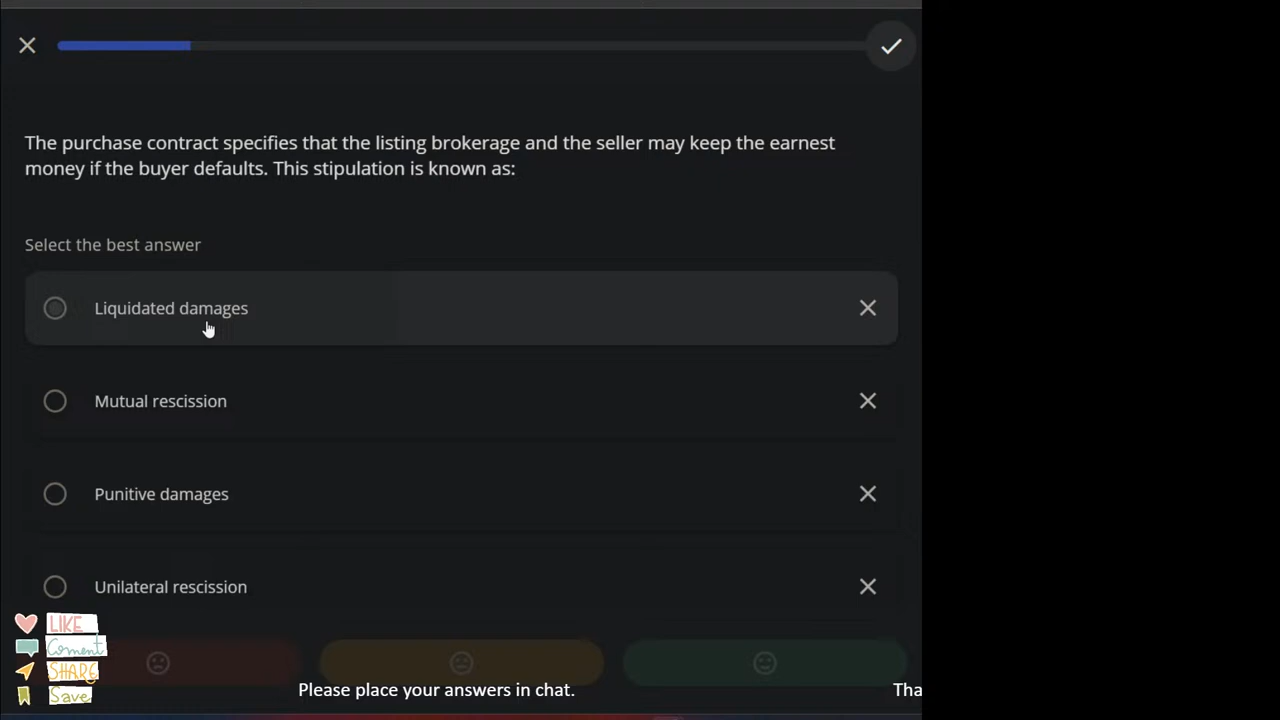 The purchase contract specifies that the listing brokerage and the seller may keep the earnest
money if the buyer defaults. This stipulation is known as:
Select the best answer
Liquidated damages
Mutual rescission
Punitive damages
Unilateral rescission
LIKE
Coment
SHARE
Save
Please place your answers in chat.
Tha